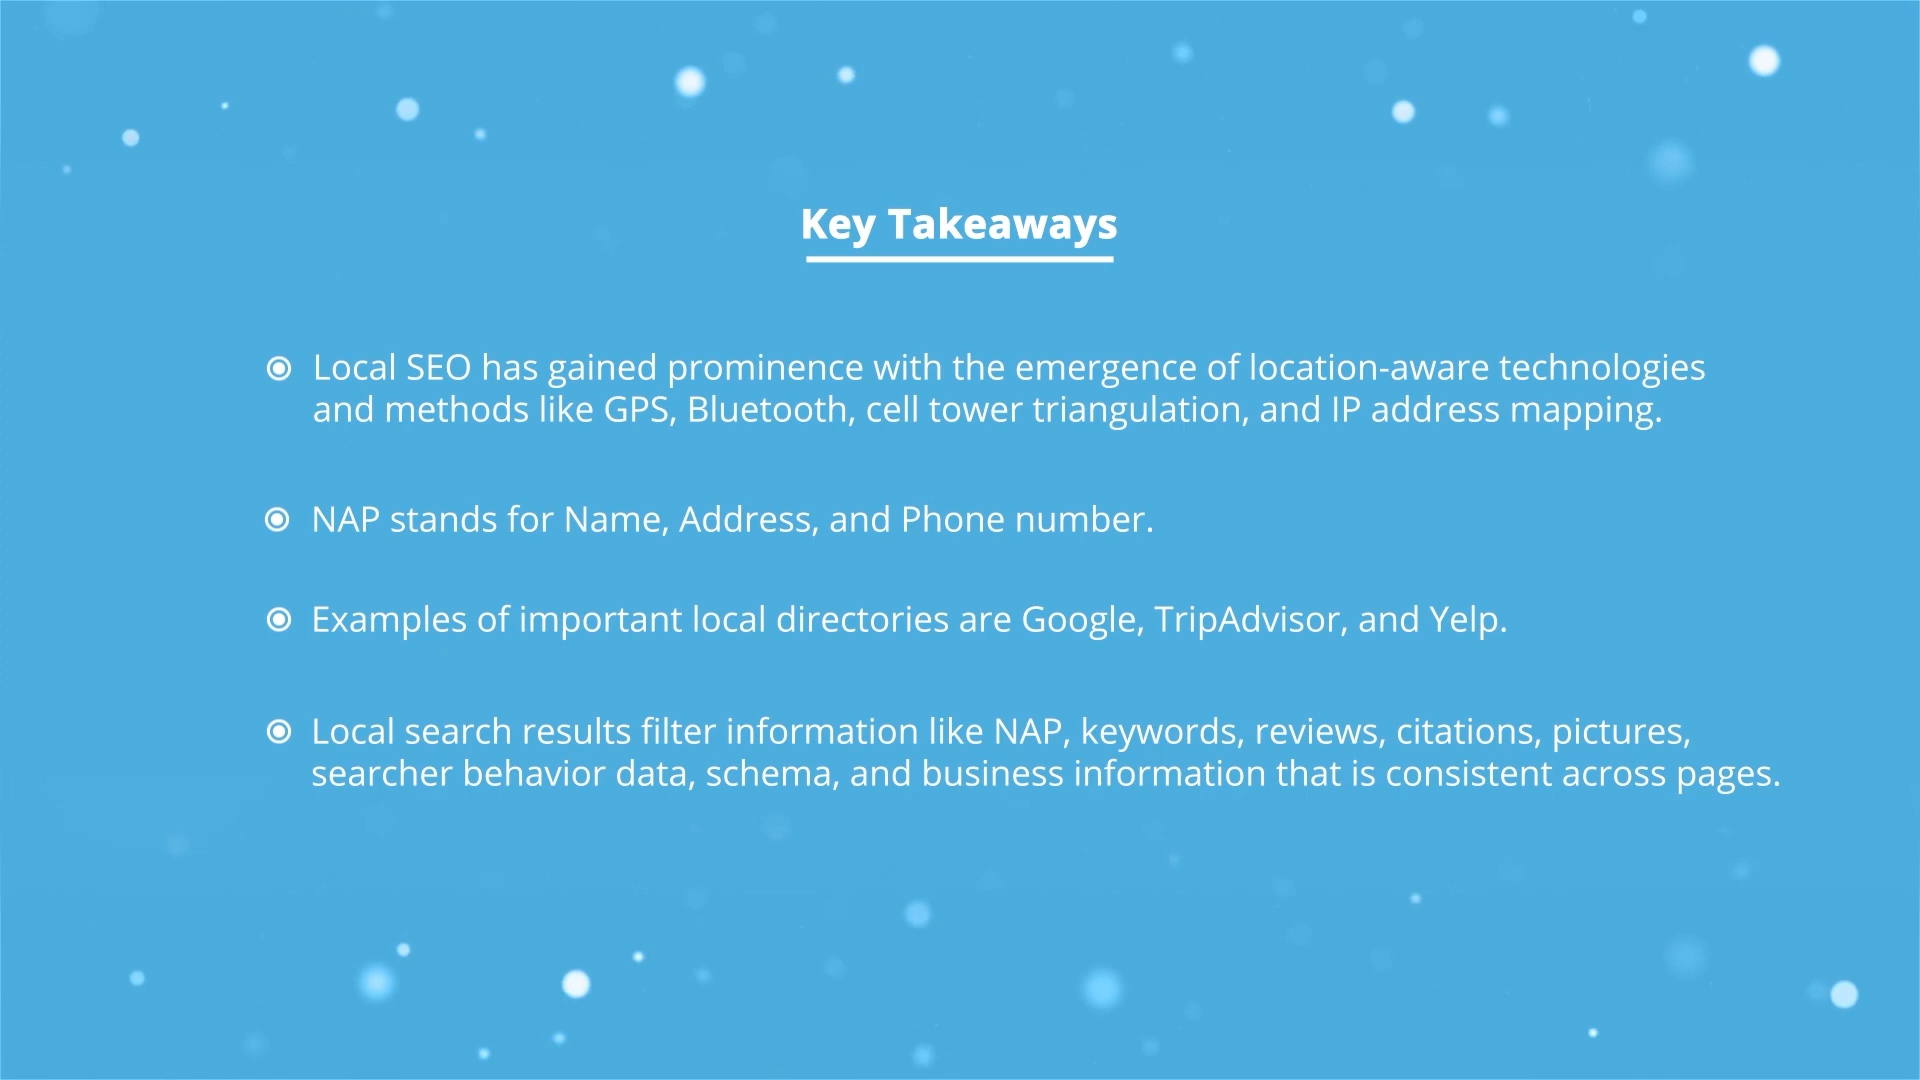 Key Takeaways
Local SEO has gained prominence with the emergence of location-aware technologies
and methods like GPS, Bluetooth, cell tower triangulation, and IP address mapping.
NAP stands for Name, Address, and Phone number.
Examples of important local directories are Google, TripAdvisor, and Yelp.
Local search results filter information like NAP, keywords, reviews, citations, pictures,
searcher behavior data, schema, and business information that is consistent across pages.